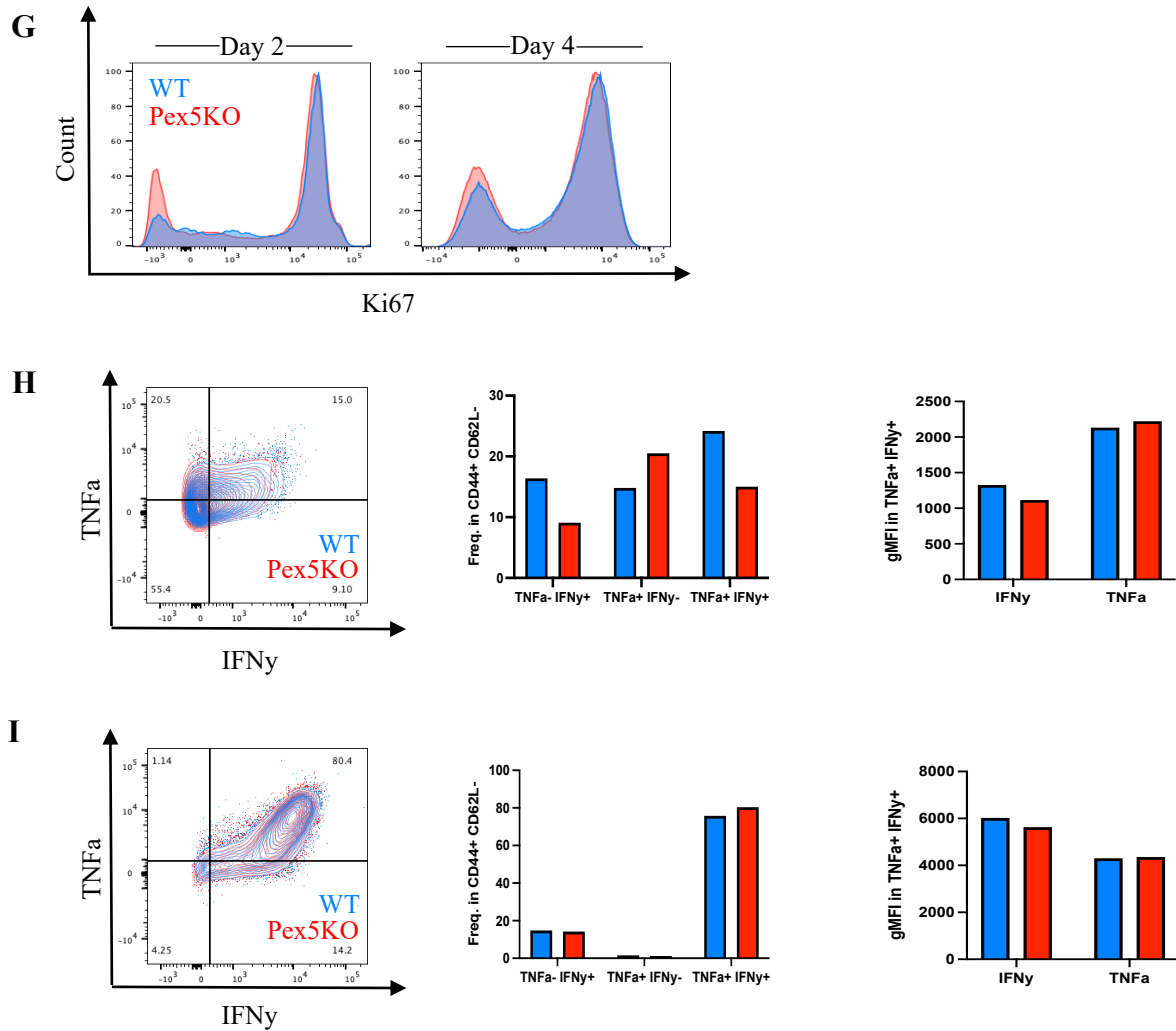 G
Day 2
Day 4
WT
Pex5KO
Count
100
80
60
40
20
0
-10³ 0 10³ 10⁴ 10⁵
100
80
60
40
20
0
-10⁴ 0 10⁴ 10⁵
Ki67
H
TNFa
10⁵
10⁴
0
-10⁴
20.5 15.0
WT
Pex5KO
55.4 9.10
-10³ 0 10³ 10⁴ 10⁵
IFNy
Freq. in CD44+ CD62L-
30
20
10
0
TNFa- IFNy+ TNFa+ IFNy- TNFa+ IFNy+
gMFI in TNFa+ IFNy+
2500
2000
1500
1000
500
0
IFNy TNFa
I
TNFa
10⁵
10⁴
0
-10⁴
1.14 80.4
WT
Pex5KO
4.25 14.2
-10³ 0 10³ 10⁴ 10⁵
IFNy
Freq. in CD44+ CD62L-
100
80
60
40
20
0
TNFa- IFNy+ TNFa+ IFNy- TNFa+ IFNy+
gMFI in TNFa+ IFNy+
8000
6000
4000
2000
0
IFNy TNFa